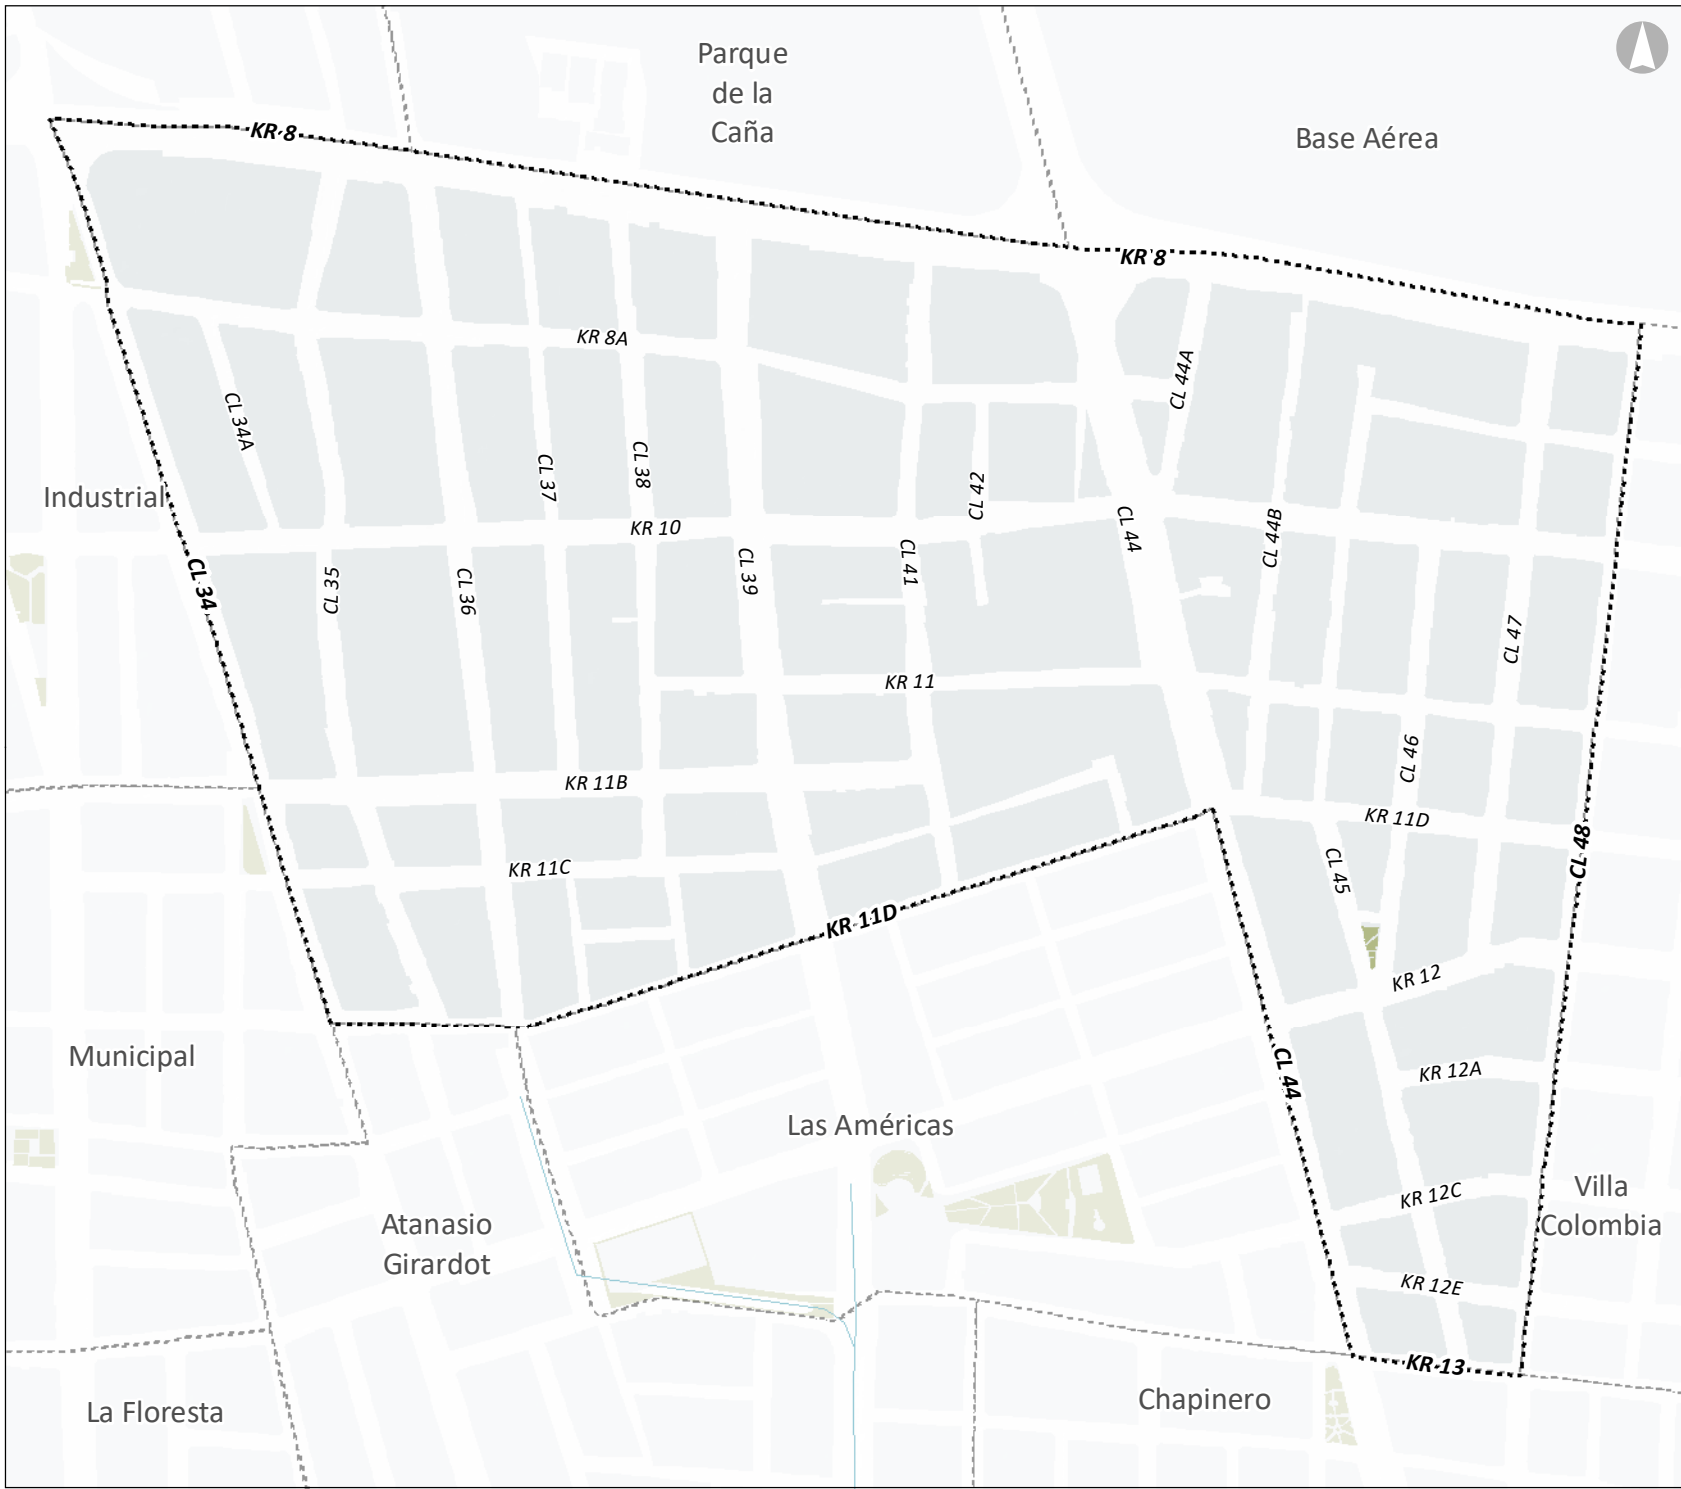 Parque
de la
Caña
KR 8
Base Aérea
KR 8
KR 8A
CL 44A
CL 34A
CL 37
CL 38
CL 42
Industrial
KR 10
CL 44
CL 44B
CL 34
CL 35
CL 36
CL 39
CL 41
CL 47
KR 11
CL 46
KR 11B
KR 11D
CL 48
KR 11C
CL 45
KR 11D
KR 12
Municipal
CL 44
KR 12A
Las Américas
KR 12C
Villa
Colombia
Atanasio
Girardot
KR 12E
KR 13
La Floresta
Chapinero